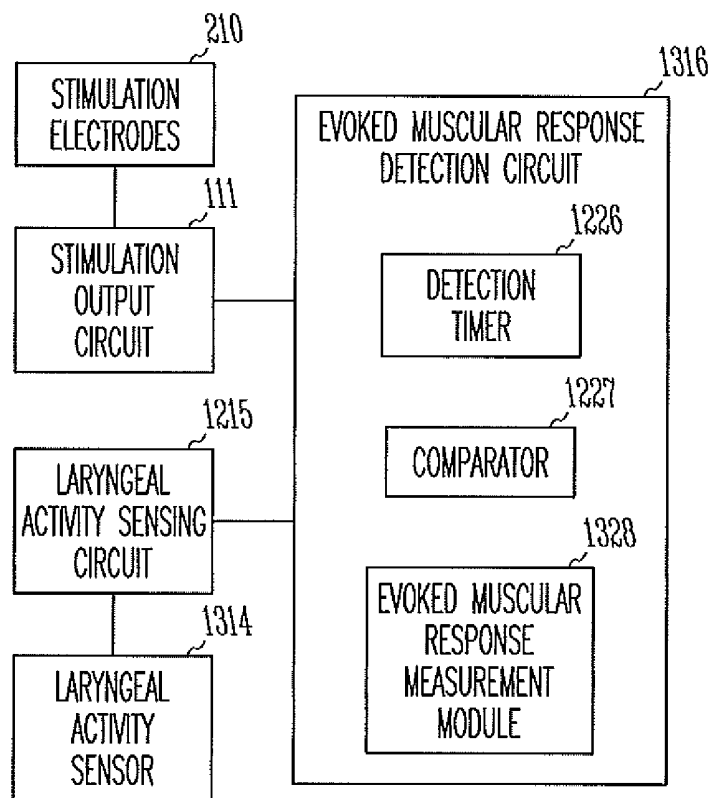 210
STIMULATION
ELECTRODES
111
STIMULATION
OUTPUT
CIRCUIT
1215
LARYNGEAL
ACTIVITY SENSING
CIRCUIT
1314
LARYNGEAL
ACTIVITY
SENSOR
1316
EVOKED MUSCULAR RESPONSE
DETECTION CIRCUIT
1226
DETECTION
TIMER
1227
COMPARATOR
1328
EVOKED MUSCULAR
RESPONSE
MEASUREMENT
MODULE